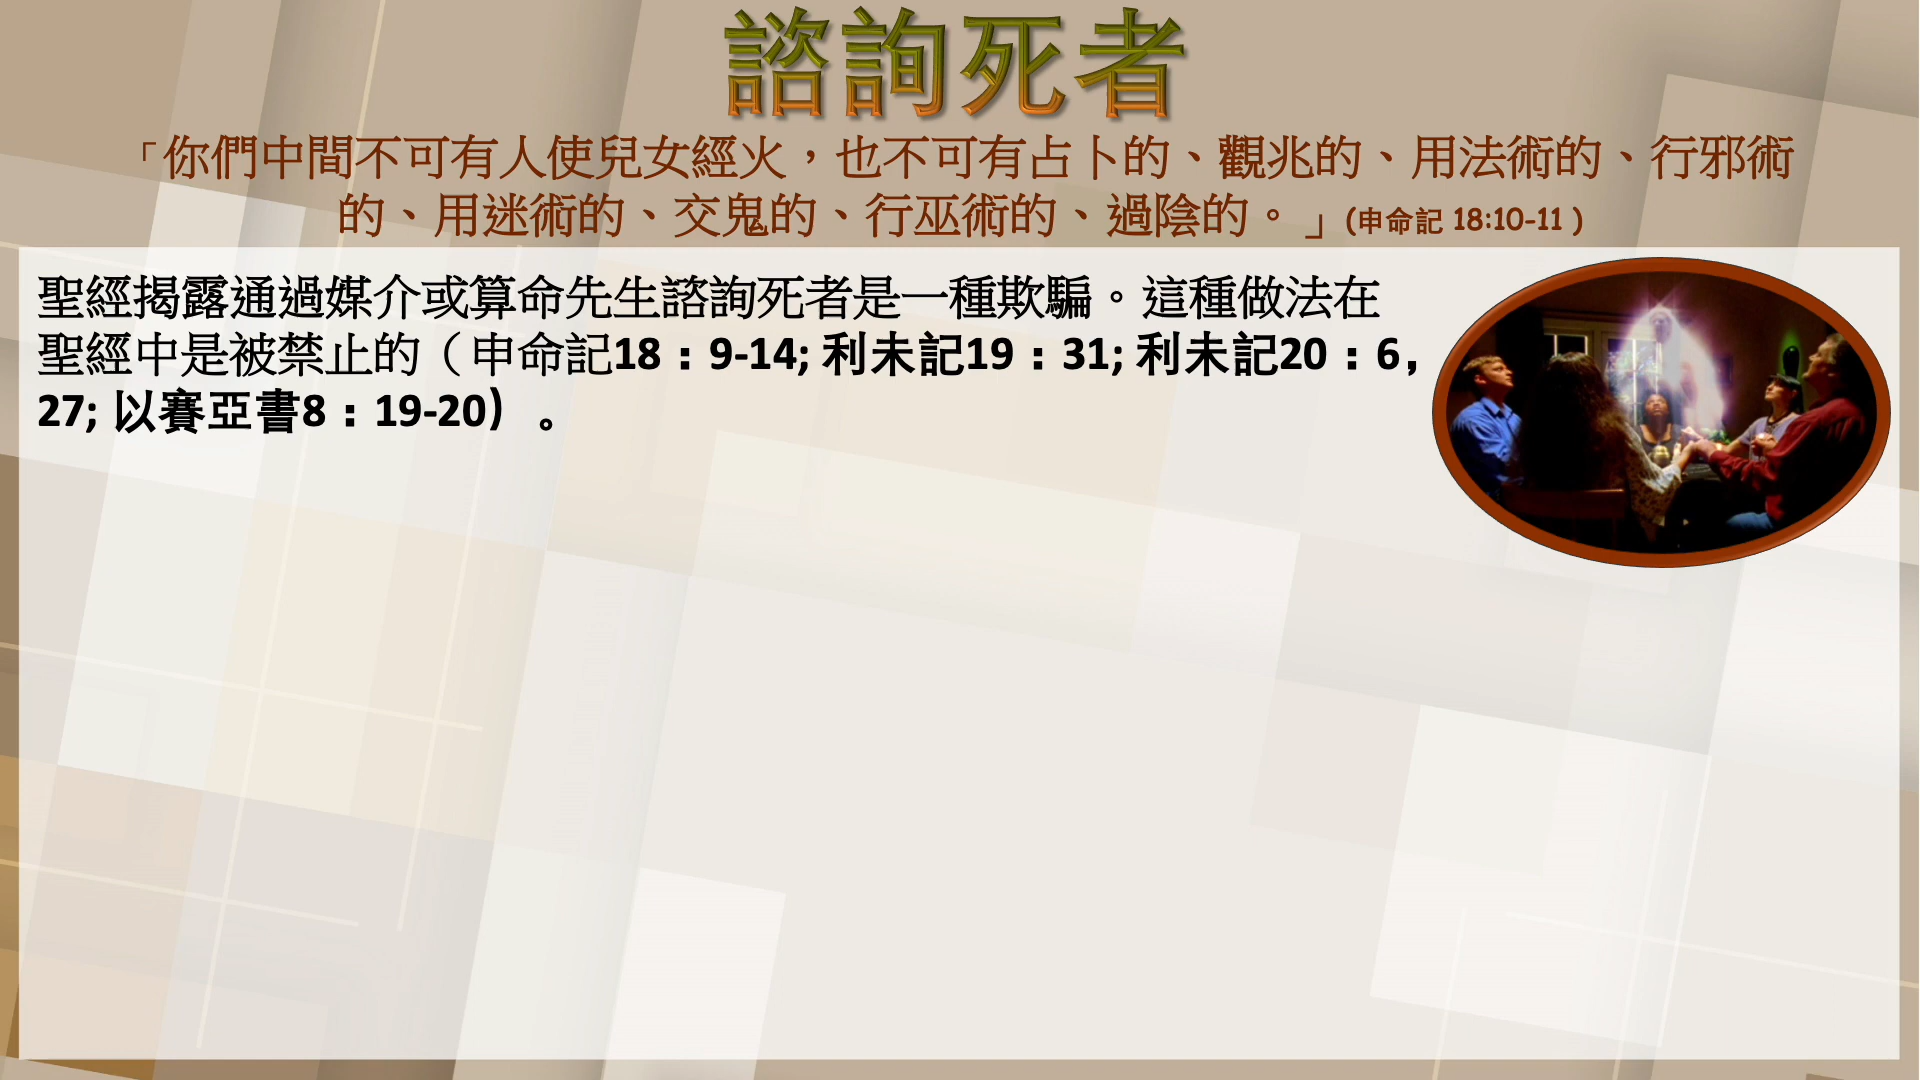 諮詢死者
「你們中間不可有人使兒女經火，也不可有占卜的、觀兆的、用法術的、行邪術
的、用迷術的、交鬼的、行巫術的、過陰的。」(申命記 18:10-11 )
聖經揭露通過媒介或算命先生諮詢死者是一種欺騙。這種做法在
聖經中是被禁止的（申命記18：9-14; 利未記19：31; 利未記20：6，
27; 以賽亞書8：19-20）。